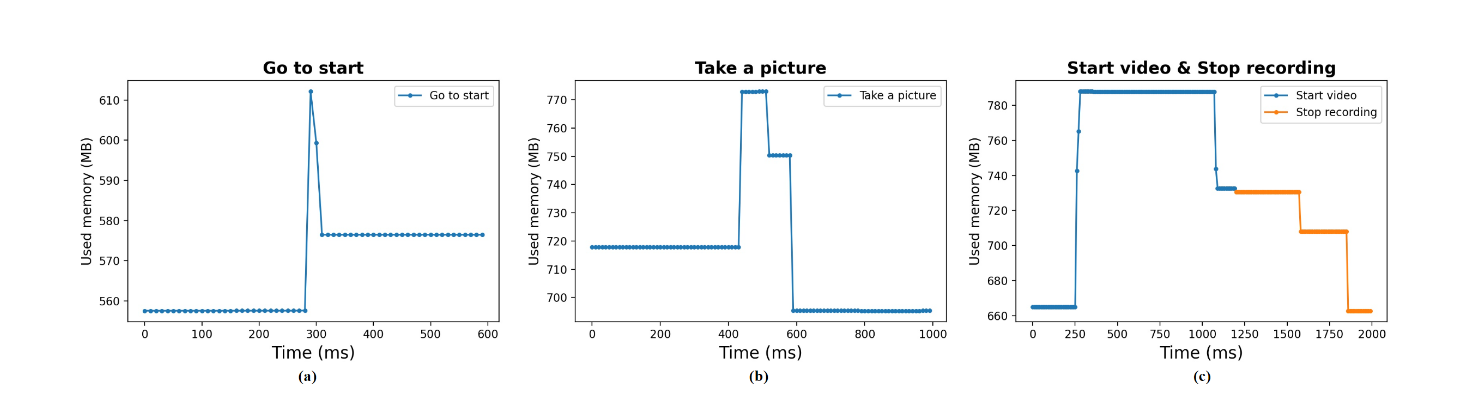 Go to start
Used memory (MB)
610
600
590
580
570
560
Go to start
0 100 200 300 400 500 600
Time (ms)
(a)
Take a picture
Used memory (MB)
770
760
750
740
730
720
710
700
Take a picture
0 200 400 600 800 1000
Time (ms)
(b)
Start video & Stop recording
Used memory (MB)
780
760
740
720
700
680
660
Start video
Stop recording
0 250 500 750 1000 1250 1500 1750 2000
Time (ms)
(c)